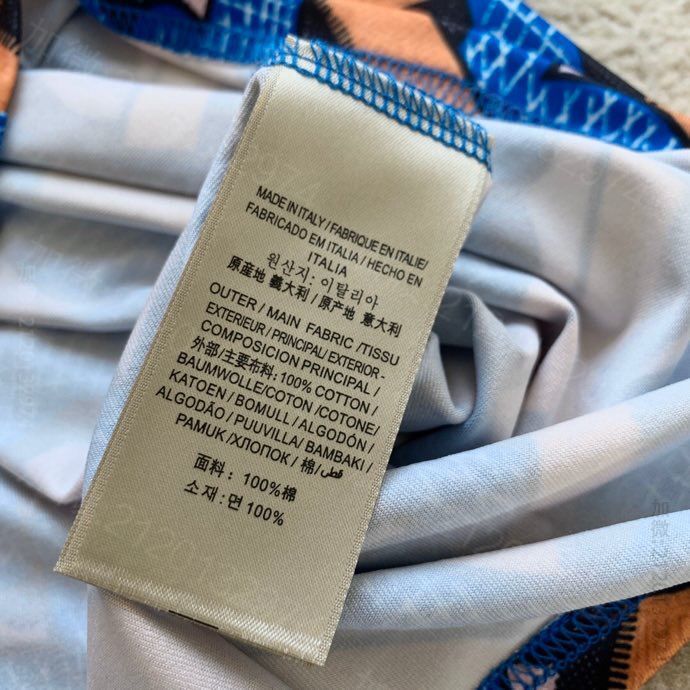 MADE IN ITALY / FABRIQUE EN ITALIE/
FABRICADO EM ITALIA / HECHO EN
ITALIA
원산지: 이탈리아
原産地 義大利 / 原产地 意大利
OUTER / MAIN FABRIC /TISSU
EXTERIEUR / PRINCIPAL/ EXTERIOR-
COMPOSICION PRINCIPAL /
外部/主要布料: 100% COTTON /
BAUMWOLLE/COTON /COTONE/
KATOEN / BOMULL / ALGODÓN /
ALGODÃO / PUUVILLA/ BAMBAKI /
PAMUK /ХЛОПОК / 棉/ قطن /
面料: 100%棉
소재: 면 100%